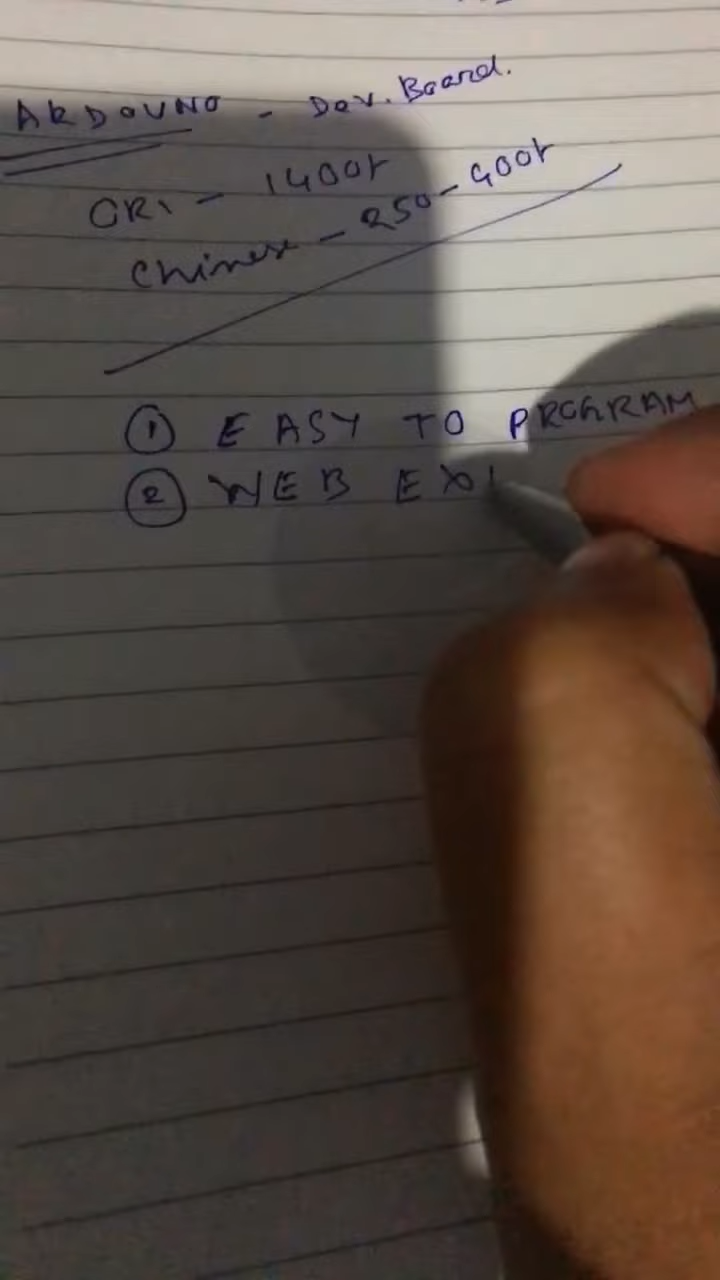 ARDOUNO - Dev. Board.
ORI - 1400r
Chinese - 250-400r
① EASY TO PROGRAM
② WEB EX